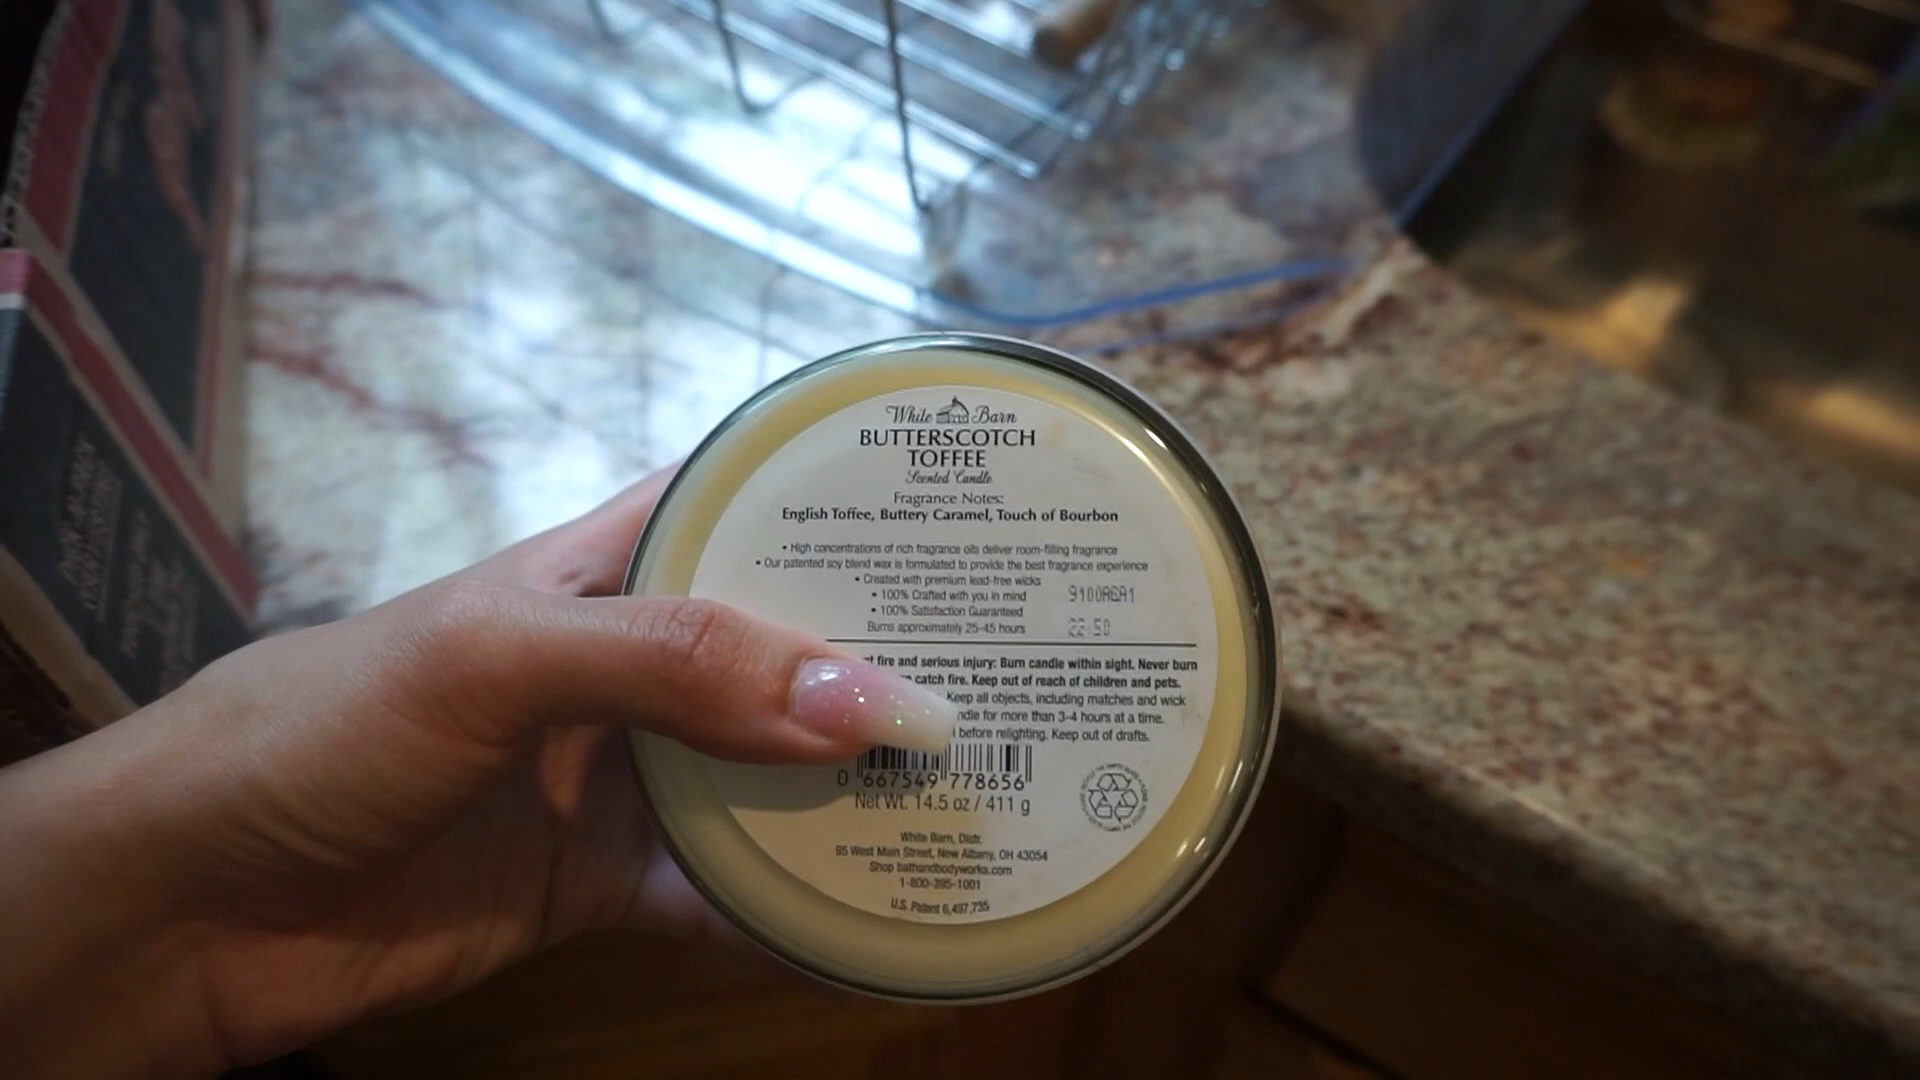 White Barn
BUTTERSCOTCH
TOFFEE
Scented Candle
Fragrance Notes:
English Toffee, Buttery Caramel, Touch of Bourbon
• High concentrations of rich fragrance oils deliver room-filling fragrance
• Our patented soy blend wax is formulated to provide the best fragrance experience
• Created with premium lead-free wicks
• 100% Crafted with you in mind
• 100% Satisfaction Guaranteed
Burns approximately 25-45 hours
22:50
fire and serious injury: Burn candle within sight. Never burn
catch fire. Keep out of reach of children and pets.
Keep all objects, including matches and wick
for more than 3-4 hours at a time.
before relighting. Keep out of drafts.
0 667549 778656
Net Wt. 14.5 oz / 411 g
White Barn, Distr.
95 West Main Street, New Albany, OH 43054
Shop bathandbodyworks.com
1-800-395-1001
U.S. Patent 6,497,735